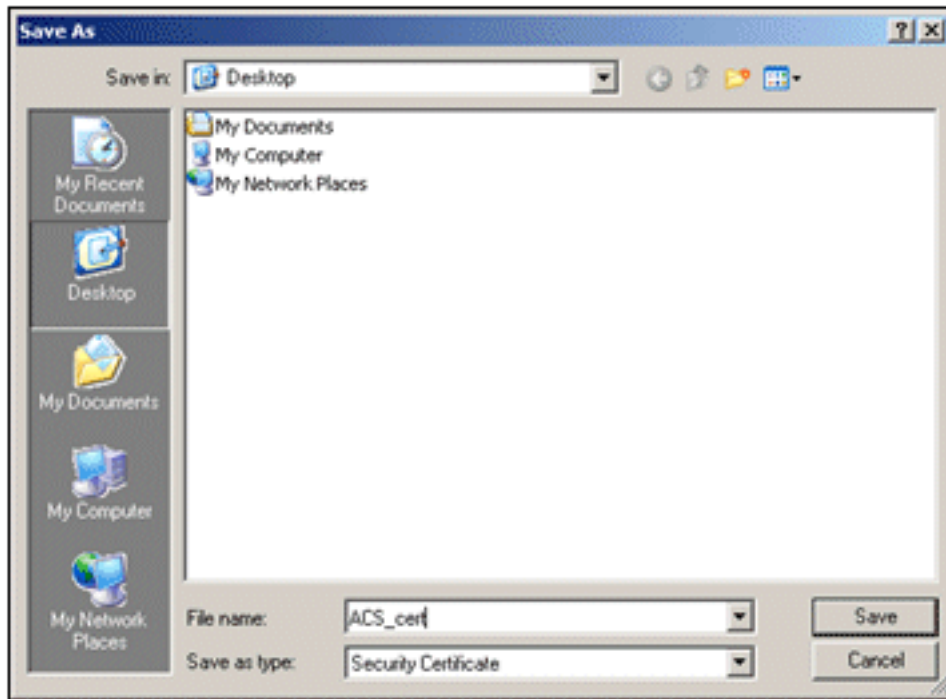 Save As
Save in:
Desktop
My Recent
Documents
Desktop
My Documents
My Computer
My Network
Places
My Documents
My Computer
My Network Places
File name:
ACS_cert
Save
Save as type:
Security Certificate
Cancel